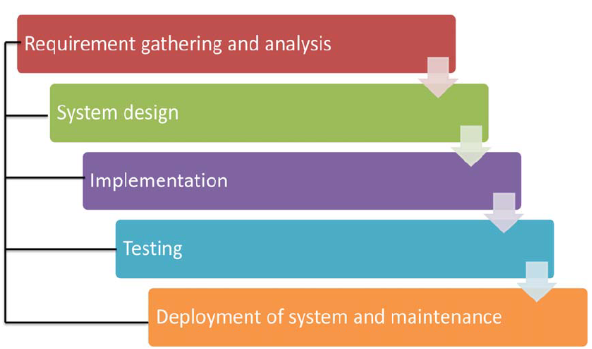 Requirement gathering and analysis
System design
Implementation
Testing
Deployment of system and maintenance